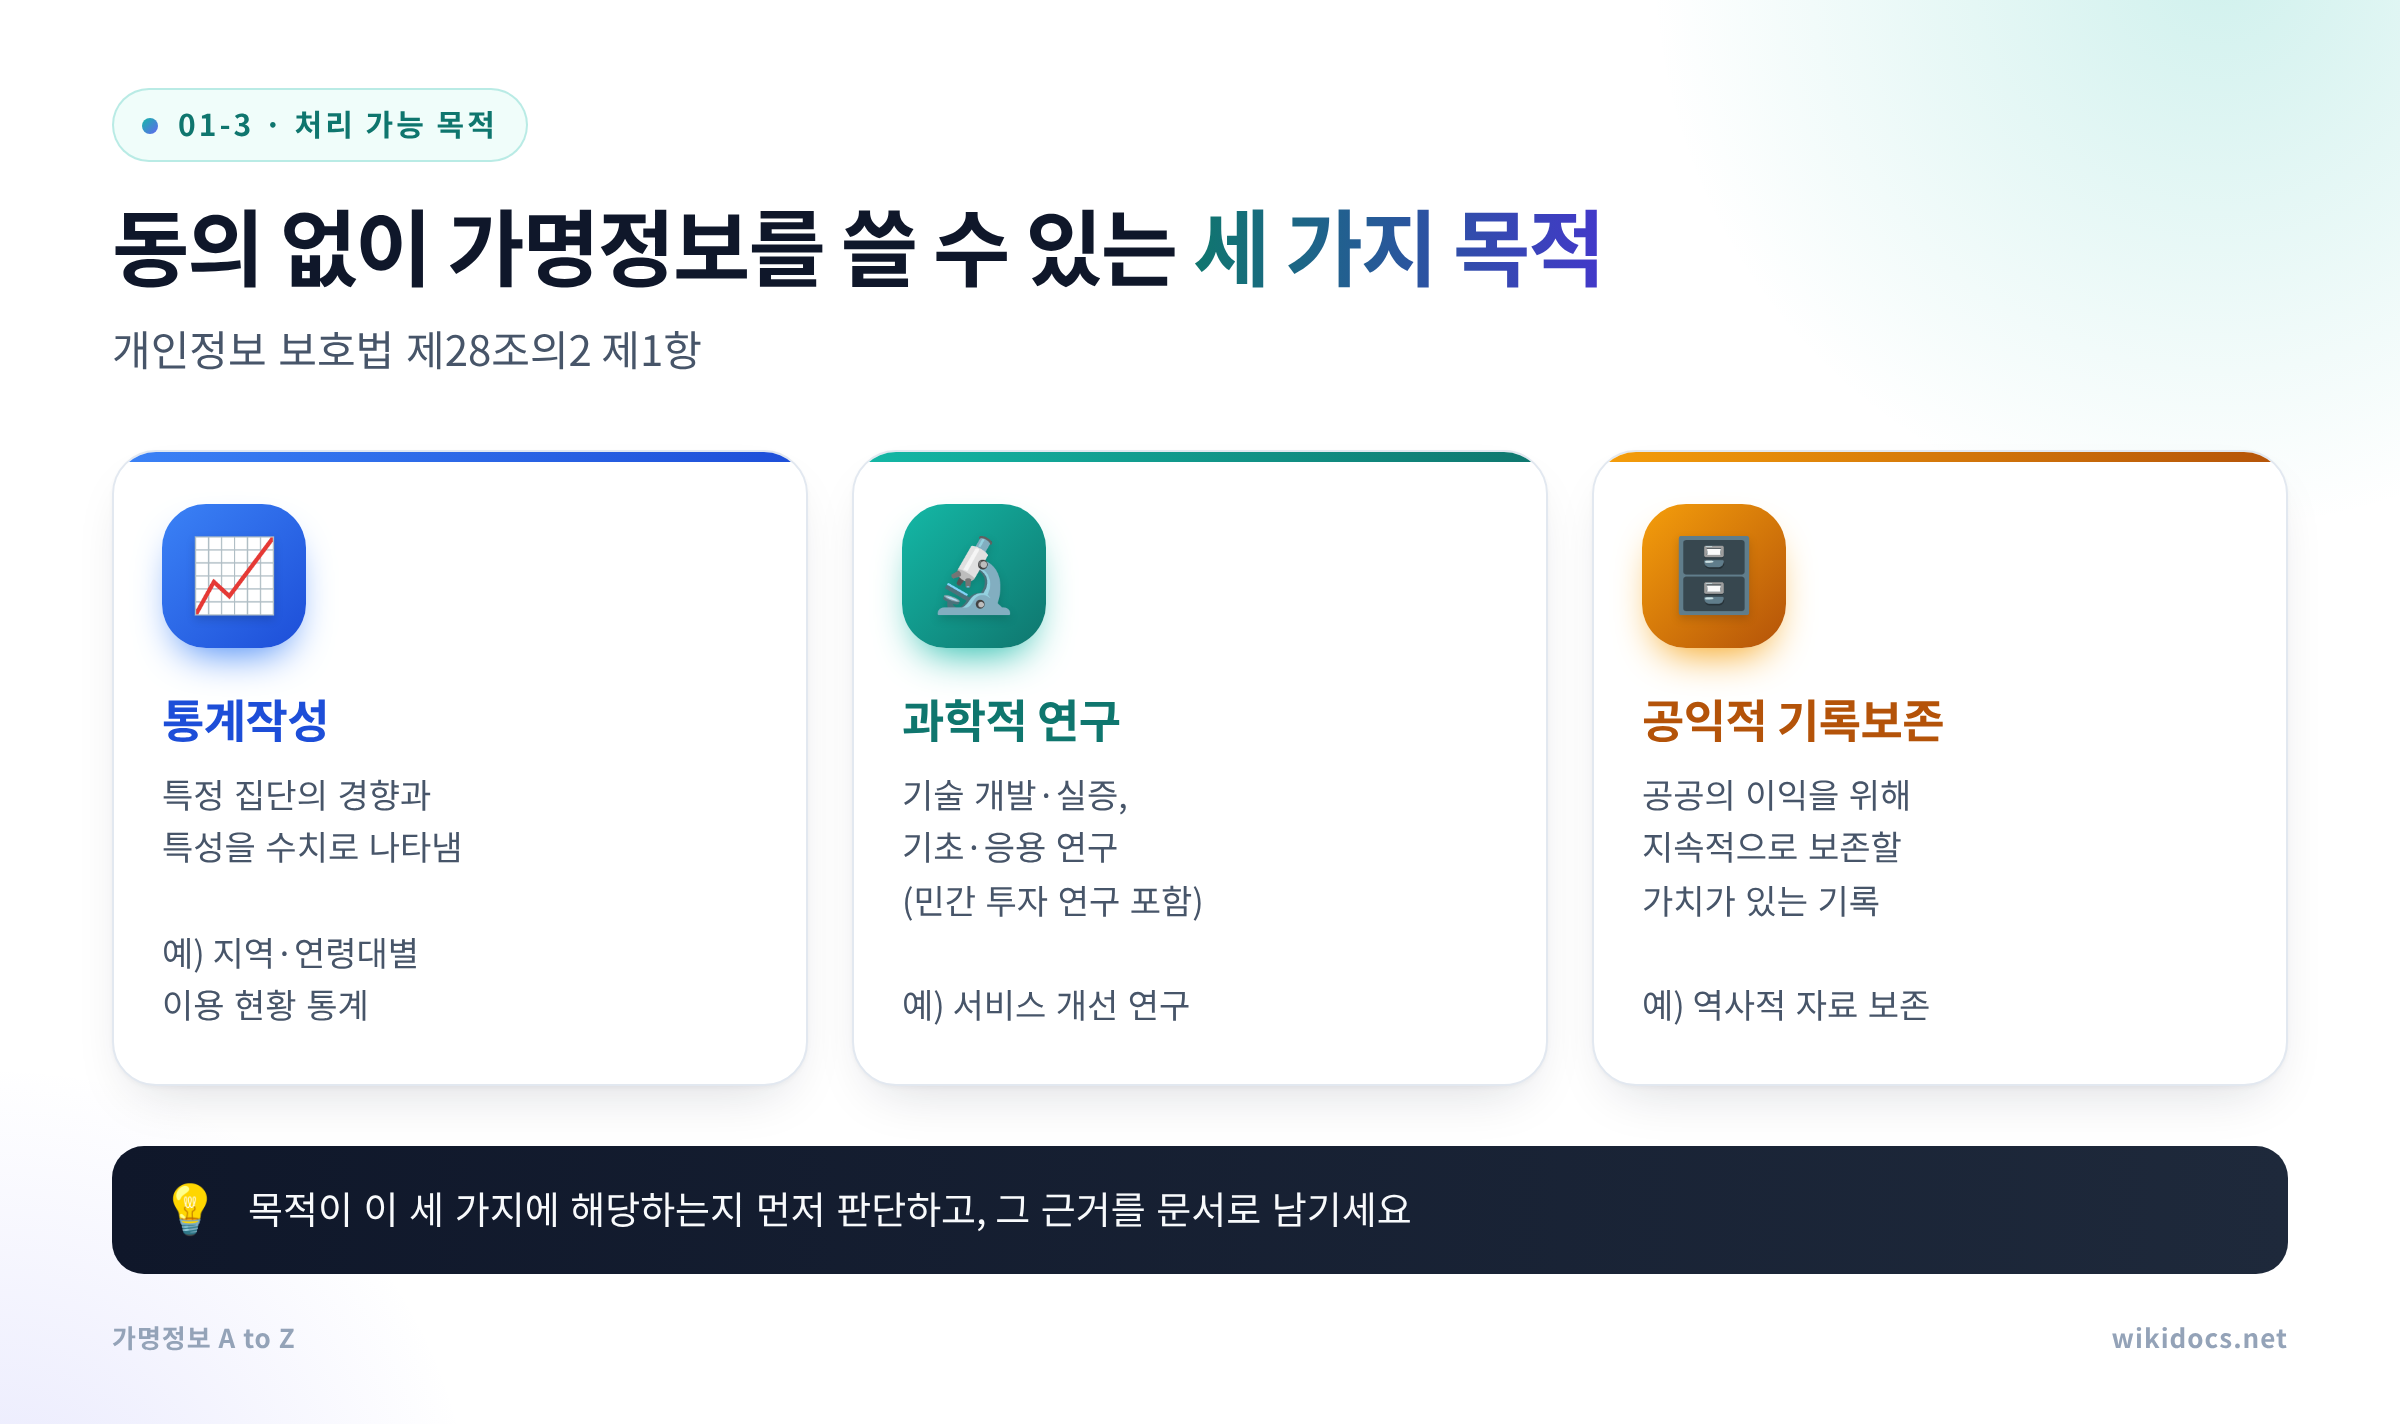 01-3 · 처리 가능 목적
동의 없이 가명정보를 쓸 수 있는 세 가지 목적
개인정보 보호법 제28조의2 제1항
통계작성
특정 집단의 경향과
특성을 수치로 나타냄
예) 지역·연령대별
이용 현황 통계
과학적 연구
기술 개발·실증,
기초·응용 연구
(민간 투자 연구 포함)
예) 서비스 개선 연구
공익적 기록보존
공공의 이익을 위해
지속적으로 보존할
가치가 있는 기록
예) 역사적 자료 보존
목적이 이 세 가지에 해당하는지 먼저 판단하고, 그 근거를 문서로 남기세요
가명정보 A to Z
wikidocs.net